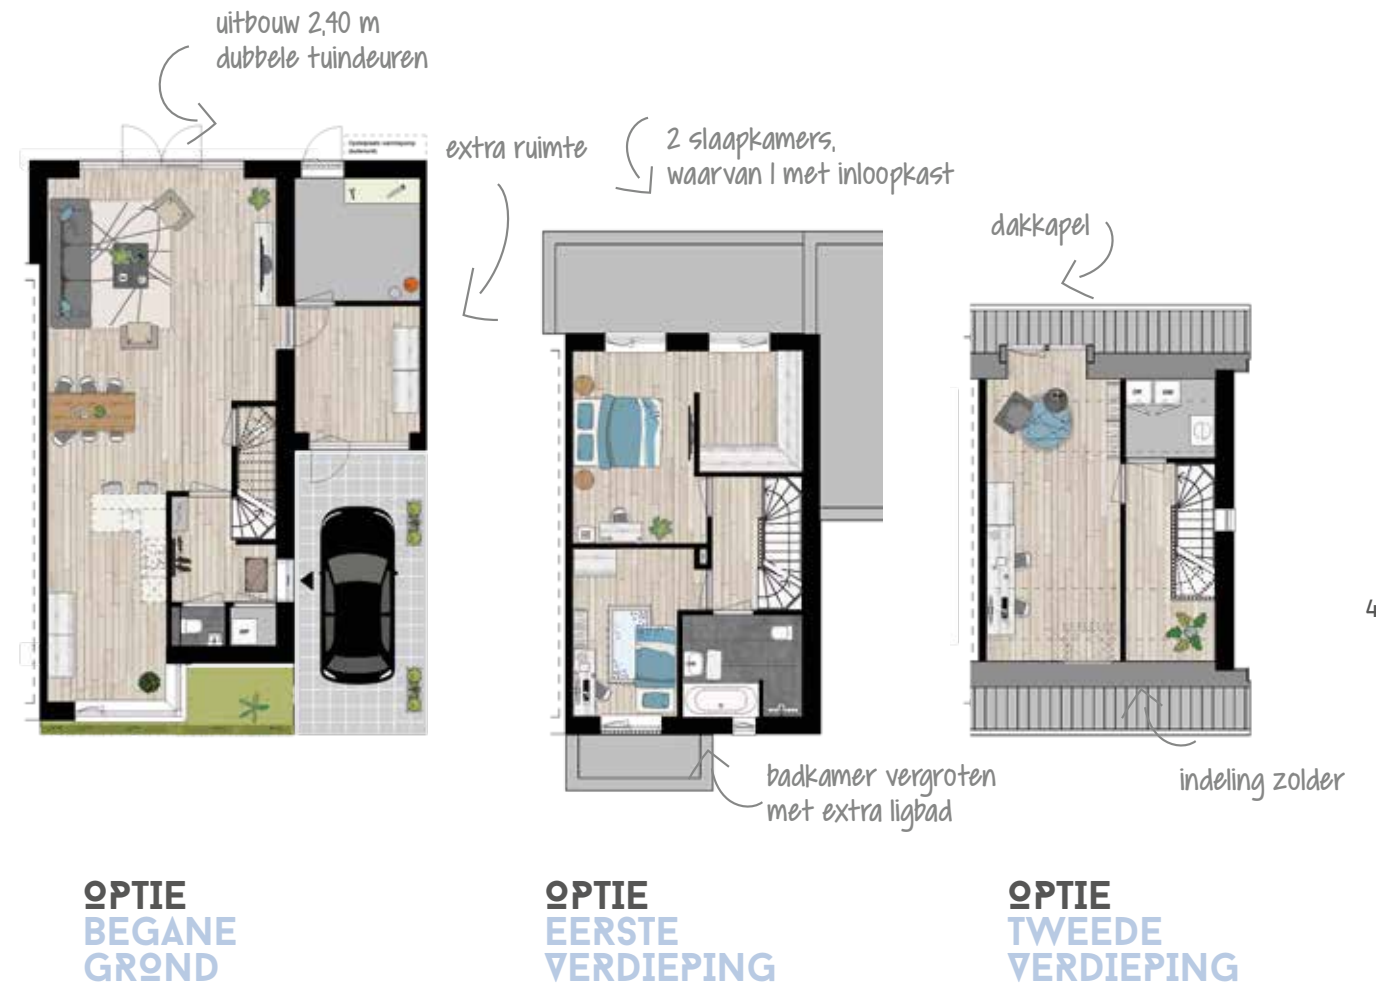 uitbouw 2,40 m
dubbele tuindeuren
extra ruimte
2 slaapkamers,
waarvan 1 met inloopkast
dakkapel
badkamer vergroten
met extra ligbad
indeling zolder
4
OPTIE
BEGANE
GROND
OPTIE
EERSTE
VERDIEPING
OPTIE
TWEEDE
VERDIEPING